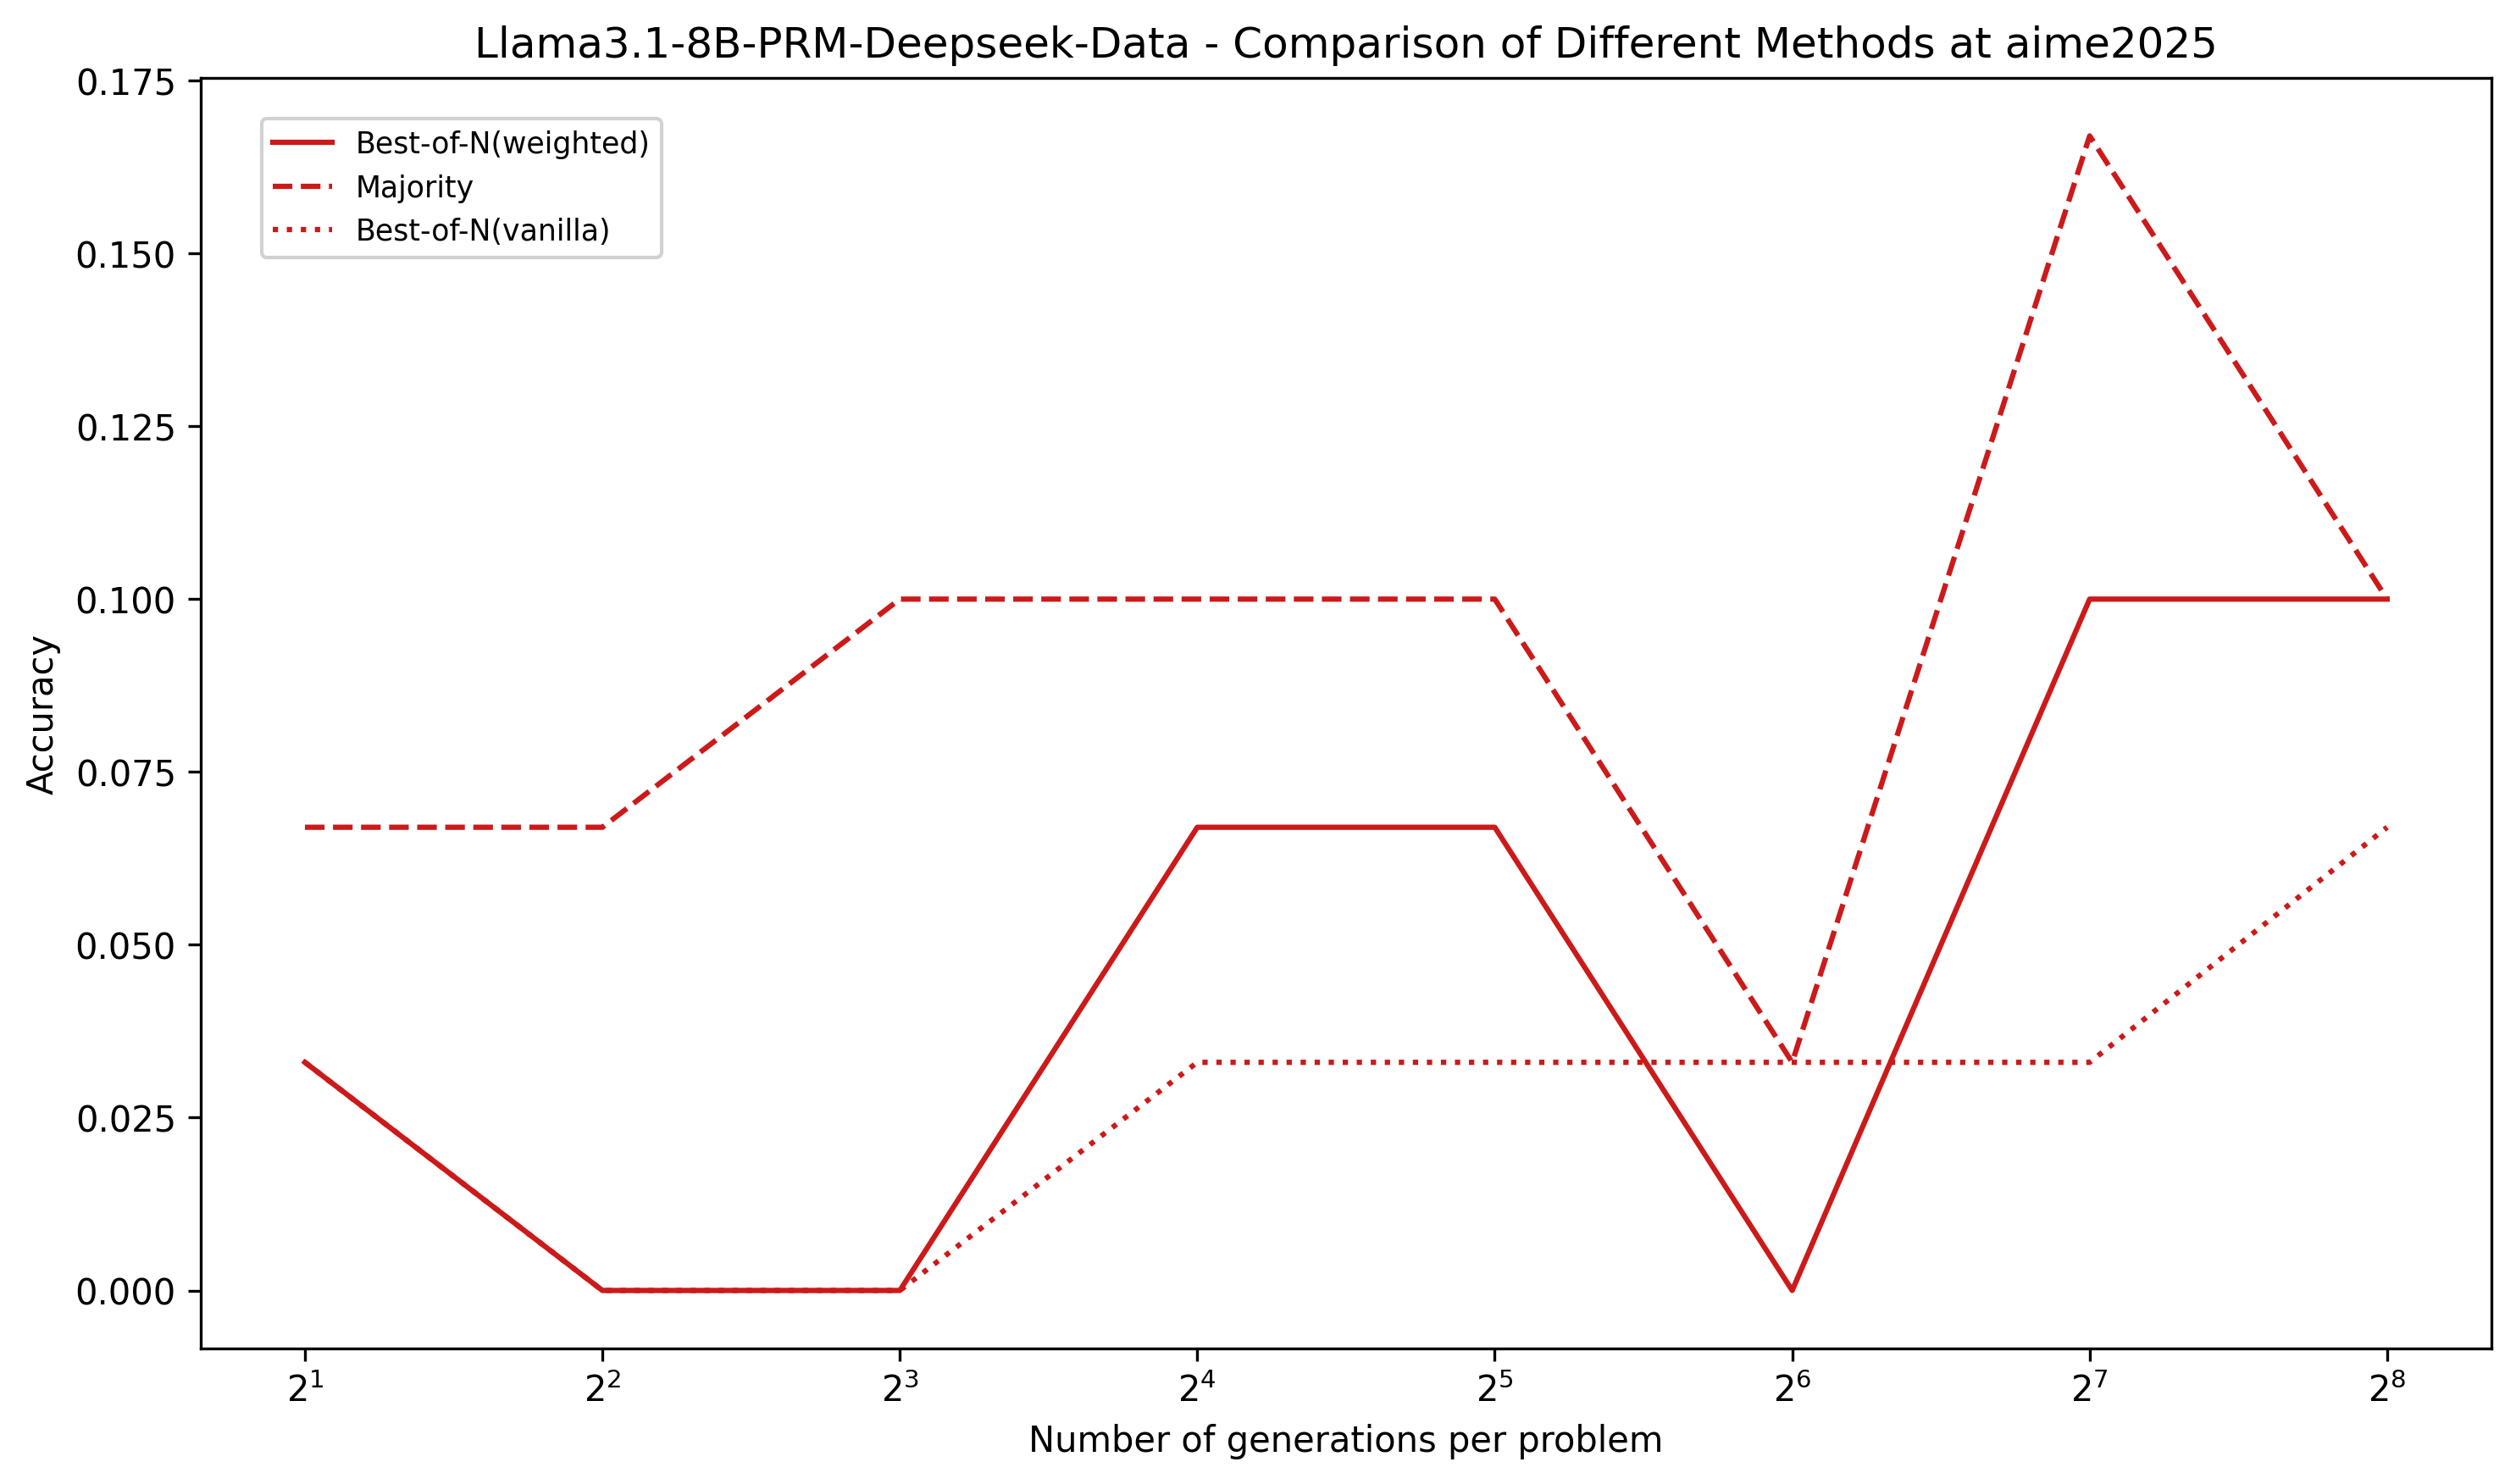 Llama3.1-8B-PRM-Deepseek-Data - Comparison of Different Methods at aime2025
0.175
0.150
0.125
0.100
0.075
0.050
0.025
0.000
Accuracy
Best-of-N(weighted)
Majority
Best-of-N(vanilla)
2¹ 2² 2³ 2⁴ 2⁵ 2⁶ 2⁷ 2⁸
Number of generations per problem